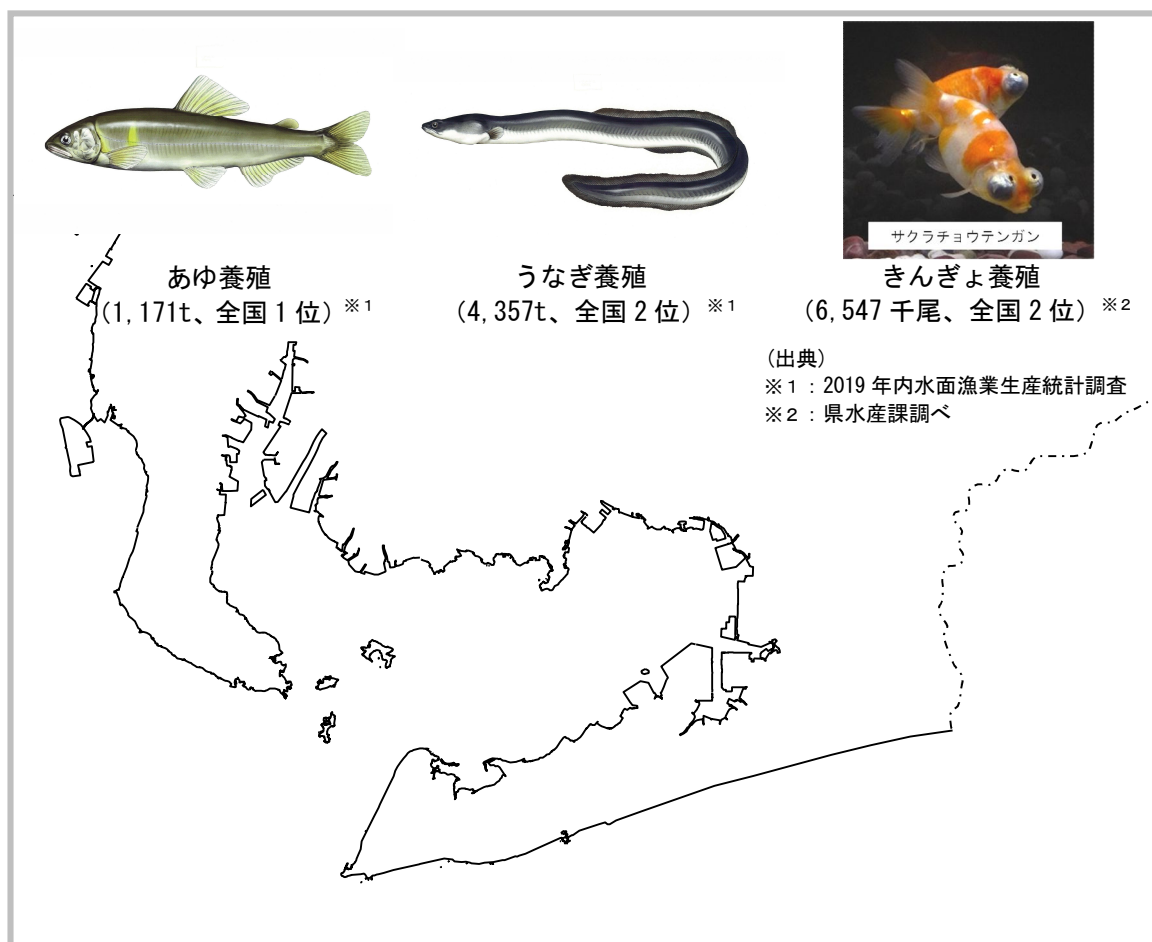 サクラチョウテンガン
あゆ養殖
(1,171t、全国1位)※1
うなぎ養殖
(4,357t、全国2位)※1
きんぎょ養殖
(6,547千尾、全国2位)※2
(出典)
※1:2019年内水面漁業生産統計調査
※2:県水産課調べ